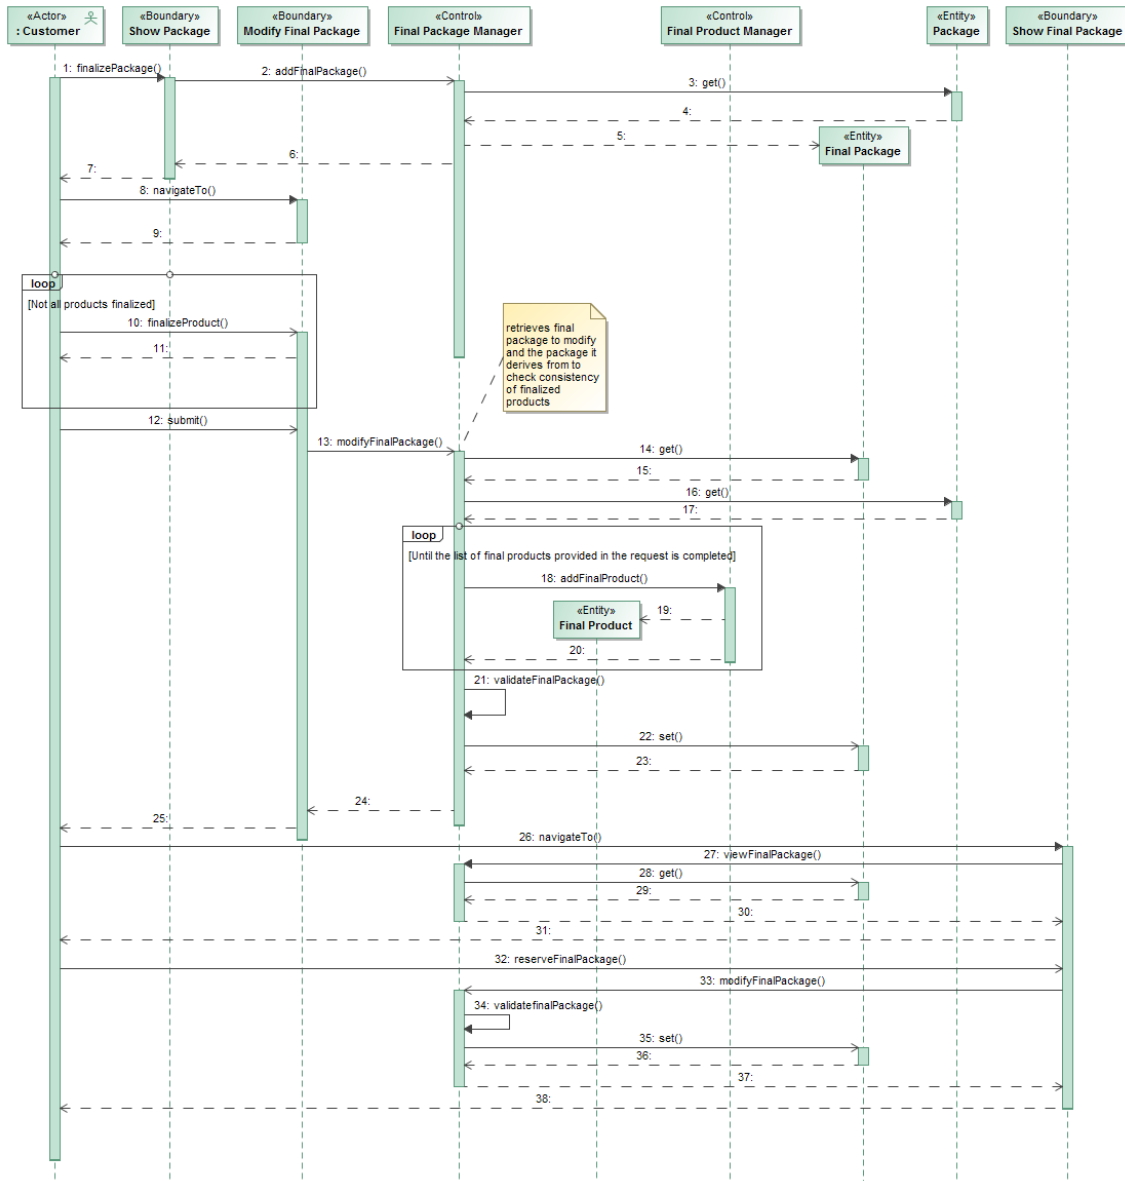 «Actor»
: Customer
«Boundary»
Show Package
«Boundary»
Modify Final Package
«Control»
Final Package Manager
«Control»
Final Product Manager
«Entity»
Package
«Boundary»
Show Final Package
1: finalizePackage()
2: addFinalPackage()
3: get()
4:
5:
«Entity»
Final Package
6:
7:
8: navigateTo()
9:
loop
[Not all products finalized]
10: finalizeProduct()
11:
retrieves final
package to modify
and the package it
derives from to
check consistency
of finalized
products
12: submit()
13: modifyFinalPackage()
14: get()
15:
16: get()
17:
loop
[Until the list of final products provided in the request is completed]
18: addFinalProduct()
«Entity»
Final Product
19:
20:
21: validateFinalPackage()
22: set()
23:
24:
25:
26: navigateTo()
27: viewFinalPackage()
28: get()
29:
30:
31:
32: reserveFinalPackage()
33: modifyFinalPackage()
34: validatefinalPackage()
35: set()
36:
37:
38: